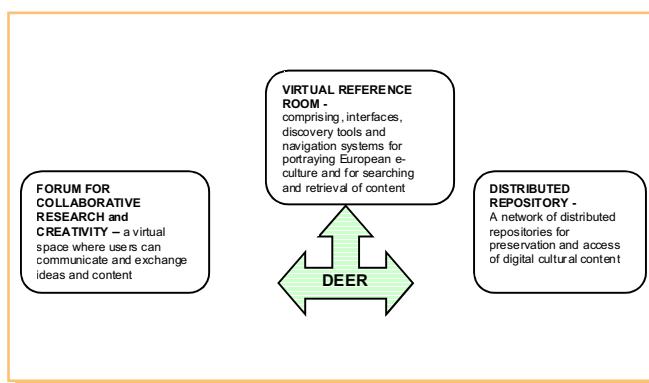 VIRTUAL REFERENCE
ROOM -
comprising, interfaces,
discovery tools and
navigation systems for
portraying European e-
culture and for searching
and retrieval of content
FORUM FOR
COLLABORATIVE
RESEARCH and
CREATIVITY – a virtual
space where users can
communicate and exchange
ideas and content
DISTRIBUTED
REPOSITORY -
A network of distributed
repositories for
preservation and access
of digital cultural content
DEER